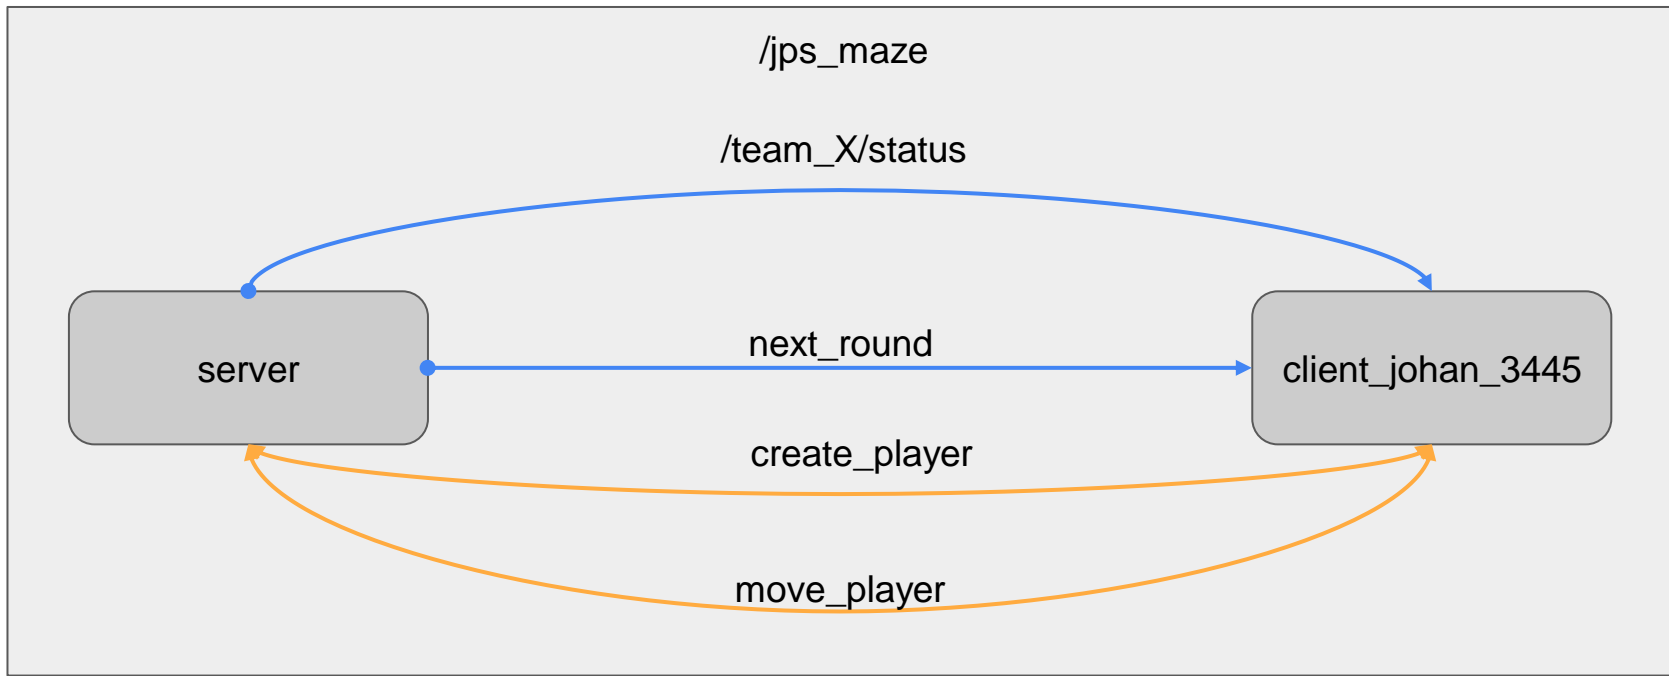 /jps_maze
/team_X/status
next_round
server
client_johan_3445
create_player
move_player